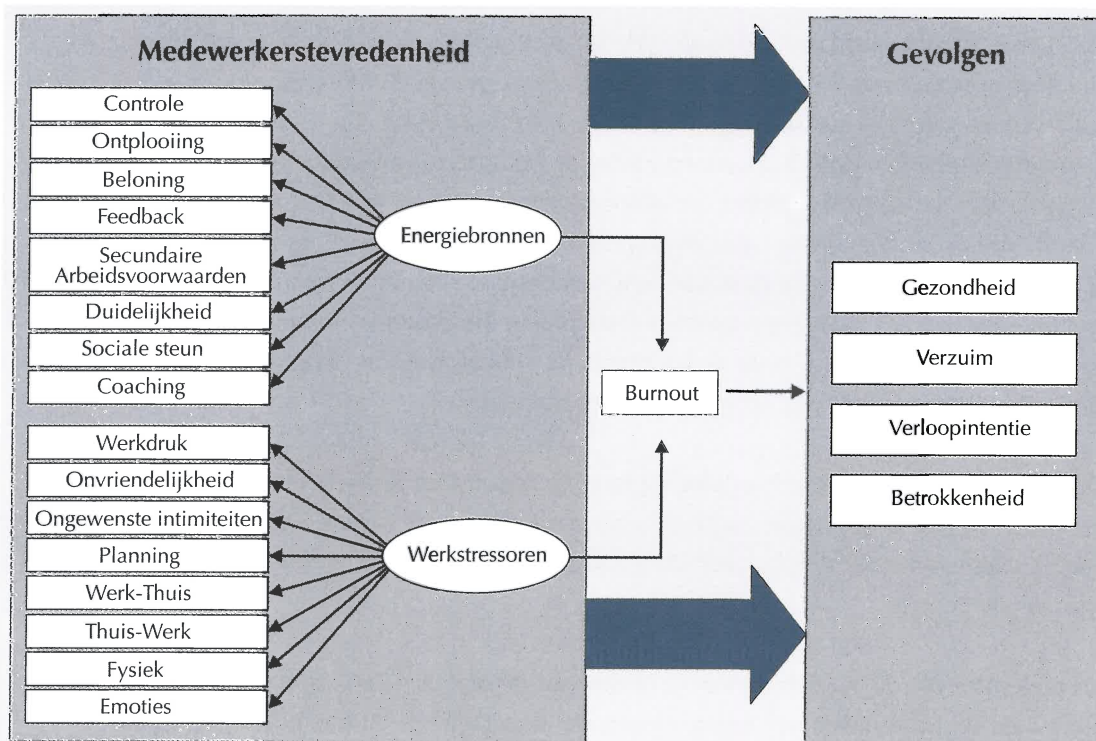 Medewerkerstevredenheid
Controle
Ontplooiing
Beloning
Feedback
Secundaire
Arbeidsvoorwaarden
Duidelijkheid
Sociale steun
Coaching
Energiebronnen
Werkdruk
Onvriendelijkheid
Ongewenste intimiteiten
Planning
Werk-Thuis
Thuis-Werk
Fysiek
Emoties
Werkstressoren
Burnout
Gevolgen
Gezondheid
Verzuim
Verloopintentie
Betrokkenheid